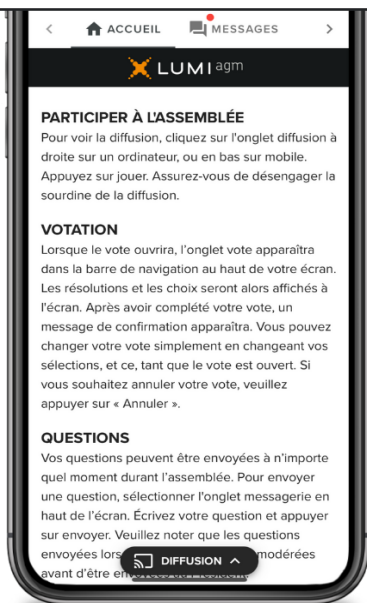 ACCUEIL MESSAGES
LUMI agm
PARTICIPER À L'ASSEMBLÉE
Pour voir la diffusion, cliquez sur l'onglet diffusion à
droite sur un ordinateur, ou en bas sur mobile.
Appuyez sur jouer. Assurez-vous de désengager la
sourdine de la diffusion.
VOTATION
Lorsque le vote ouvrira, l'onglet vote apparaîtra
dans la barre de navigation au haut de votre écran.
Les résolutions et les choix seront alors affichés à
l'écran. Après avoir complété votre vote, un
message de confirmation apparaîtra. Vous pouvez
changer votre vote simplement en changeant vos
sélections, et ce, tant que le vote est ouvert. Si
vous souhaitez annuler votre vote, veuillez
appuyer sur « Annuler ».
QUESTIONS
Vos questions peuvent être envoyées à n'importe
quel moment durant l'assemblée. Pour envoyer
une question, sélectionner l'onglet messagerie en
haut de l'écran. Écrivez votre question et appuyer
sur envoyer. Veuillez noter que les questions
envoyées modérées
DIFFUSION
avant d'être